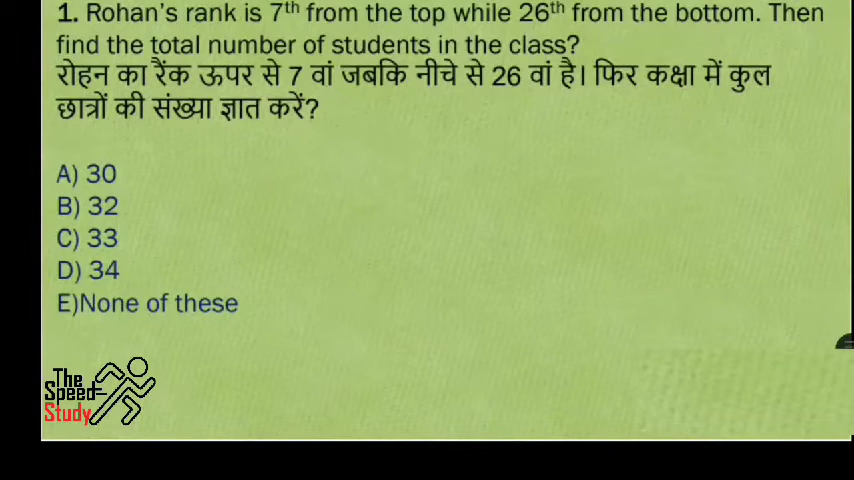 1. Rohan's rank is 7th from the top while 26th from the bottom. Then
find the total number of students in the class?
रोहन का रैंक ऊपर से 7 वां जबकि नीचे से 26 वां है। फिर कक्षा में कुल
छात्रों की संख्या ज्ञात करें?
A) 30
B) 32
C) 33
D) 34
E)None of these
The
Speed
Study